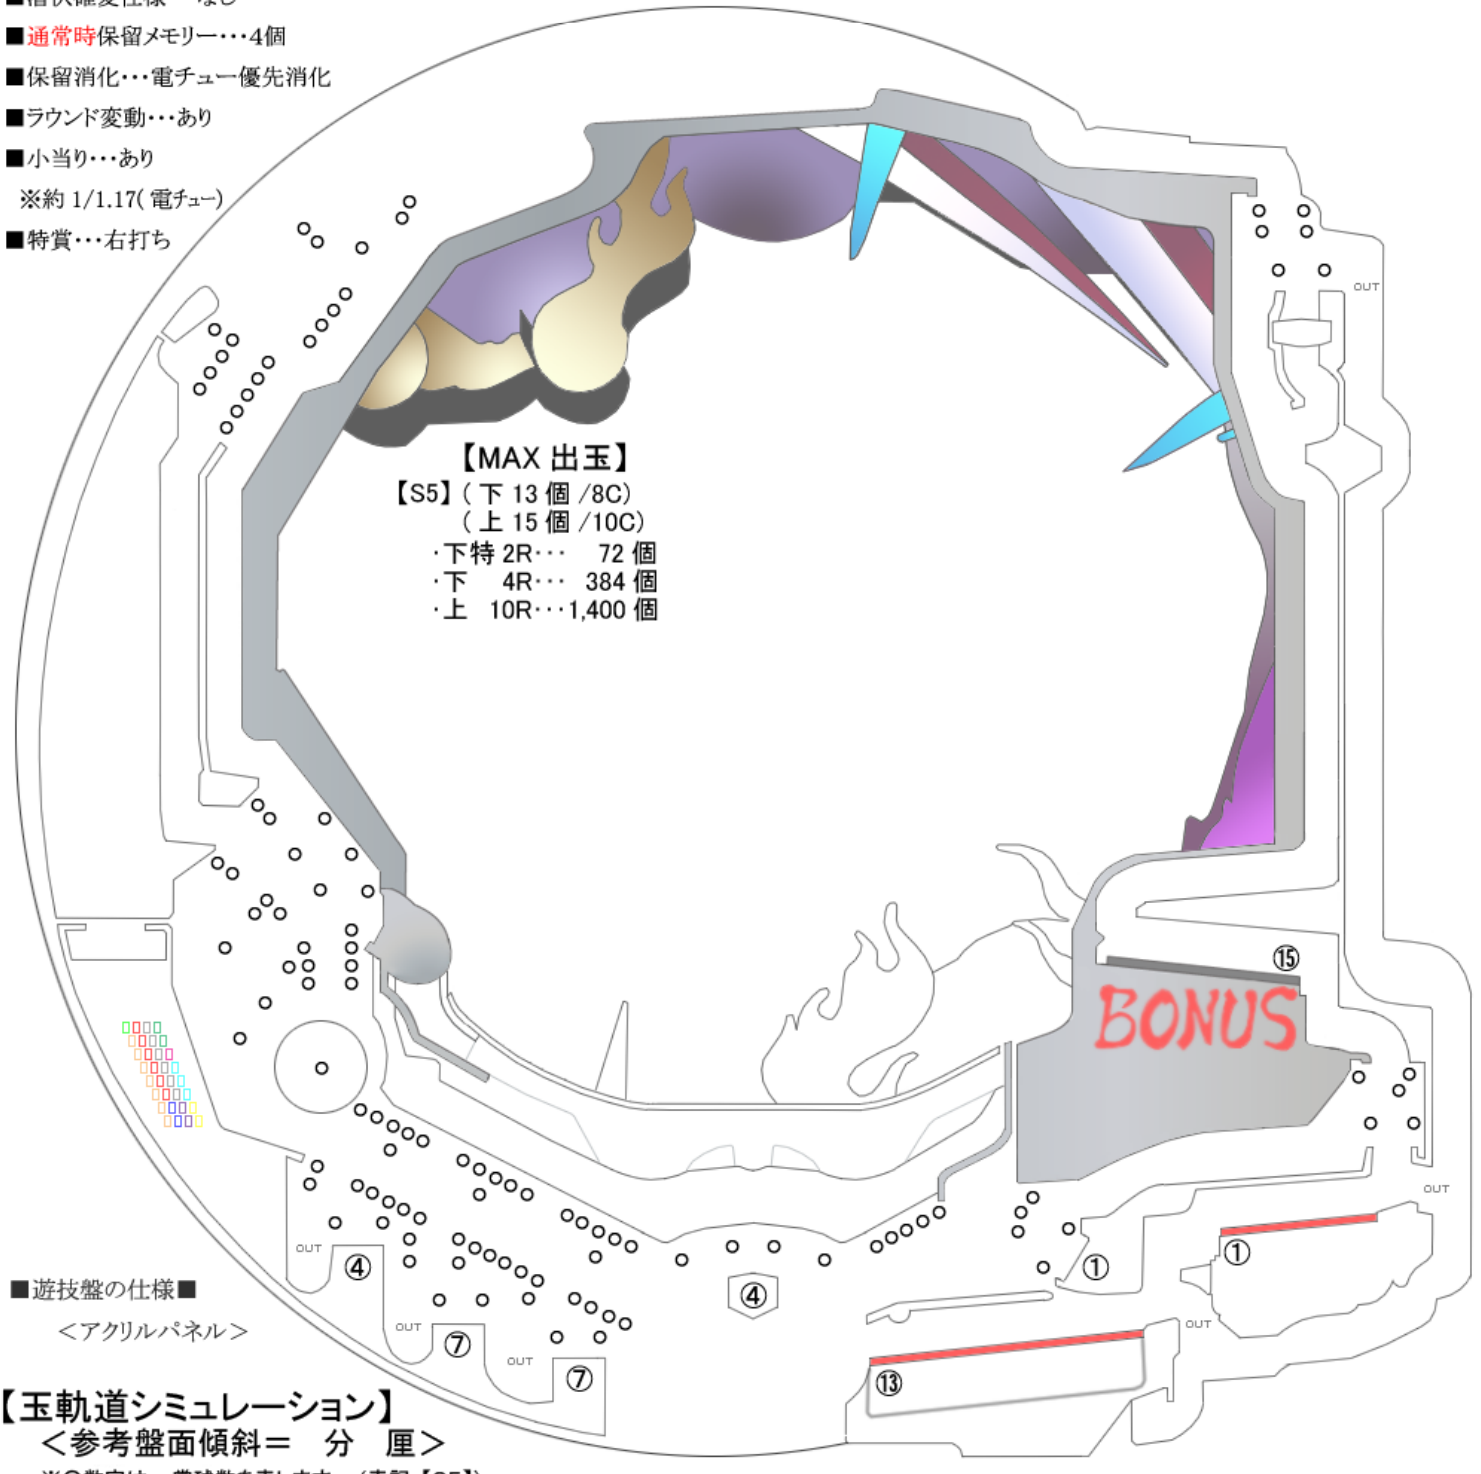 ■通常時保留メモリー・・・4個
■保留消化・・・電チュー優先消化
■ラウンド変動・・・あり
■小当り・・・あり
※約 1/1.17( 電チュー)
■特賞・・・右打ち
OUT
【MAX 出玉】
【S5】 ( 下 13 個 /8C)
( 上 15 個 /10C)
・下特 2R・・・ 72 個
・下 4R・・・ 384 個
・上 10R・・・1,400 個
⑮
BONUS
OUT
OUT
④
①
①
④
■遊技盤の仕様■
<アクリルパネル>
OUT
⑦
OUT
OUT
⑦
⑬
【玉軌道シミュレーション】
<参考盤面傾斜= 分 厘>